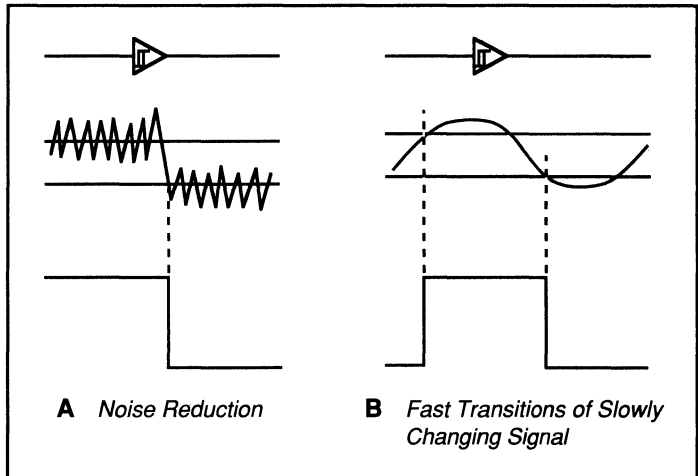 A Noise Reduction
B Fast Transitions of Slowly
Changing Signal